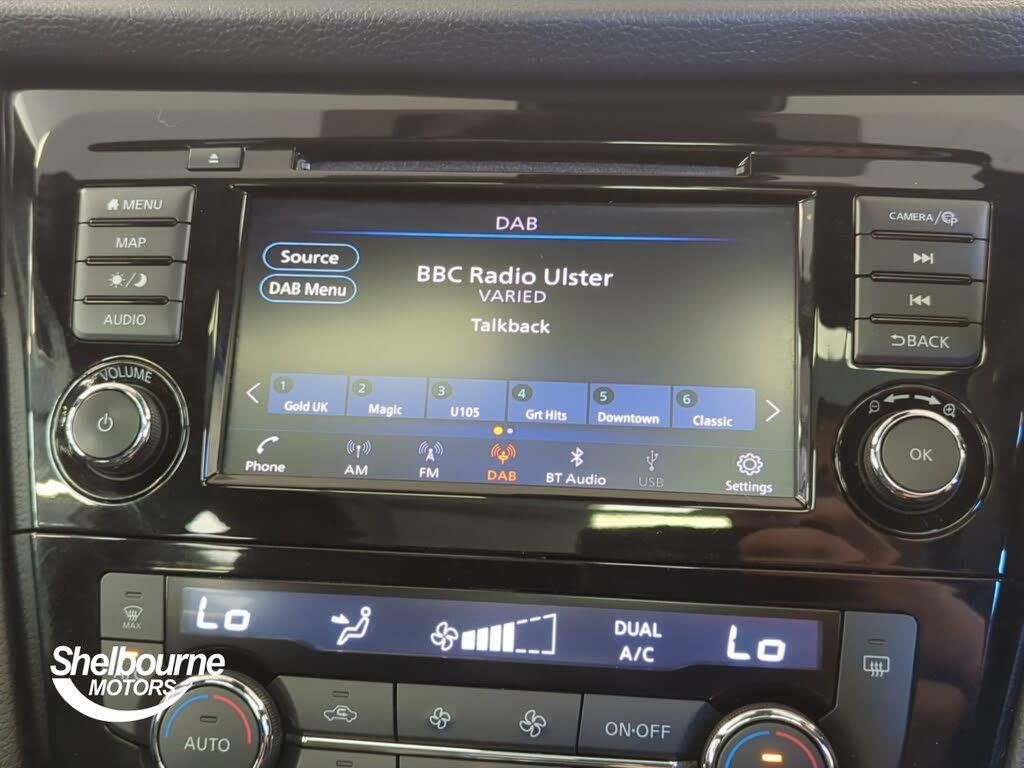 MENU
MAP
AUDIO
VOLUME
DAB
Source
DAB Menu
BBC Radio Ulster
VARIED
Talkback
1 Gold UK
2 Magic
3 U105
4 Grt Hits
5 Downtown
6 Classic
Phone
AM
FM
DAB
BT Audio
USB
Settings
CAMERA/
BACK
OK
MAX
Lo
DUAL
A/C
Lo
Shelbourne
MOTORS
AUTO
ON·OFF